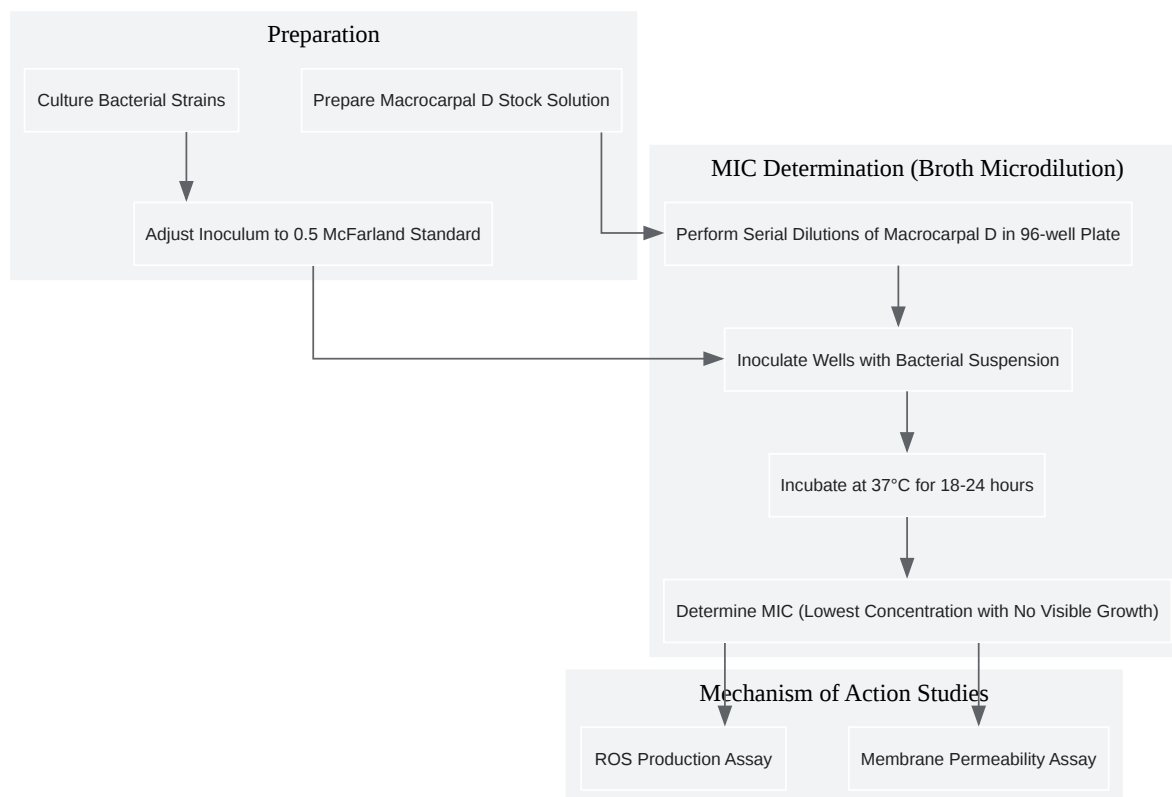 Preparation
Culture Bacterial Strains
Prepare Macrocarpal D Stock Solution
Adjust Inoculum to 0.5 McFarland Standard
MIC Determination (Broth Microdilution)
Perform Serial Dilutions of Macrocarpal D in 96-well Plate
Inoculate Wells with Bacterial Suspension
Incubate at 37°C for 18-24 hours
Determine MIC (Lowest Concentration with No Visible Growth)
Mechanism of Action Studies
ROS Production Assay
Membrane Permeability Assay